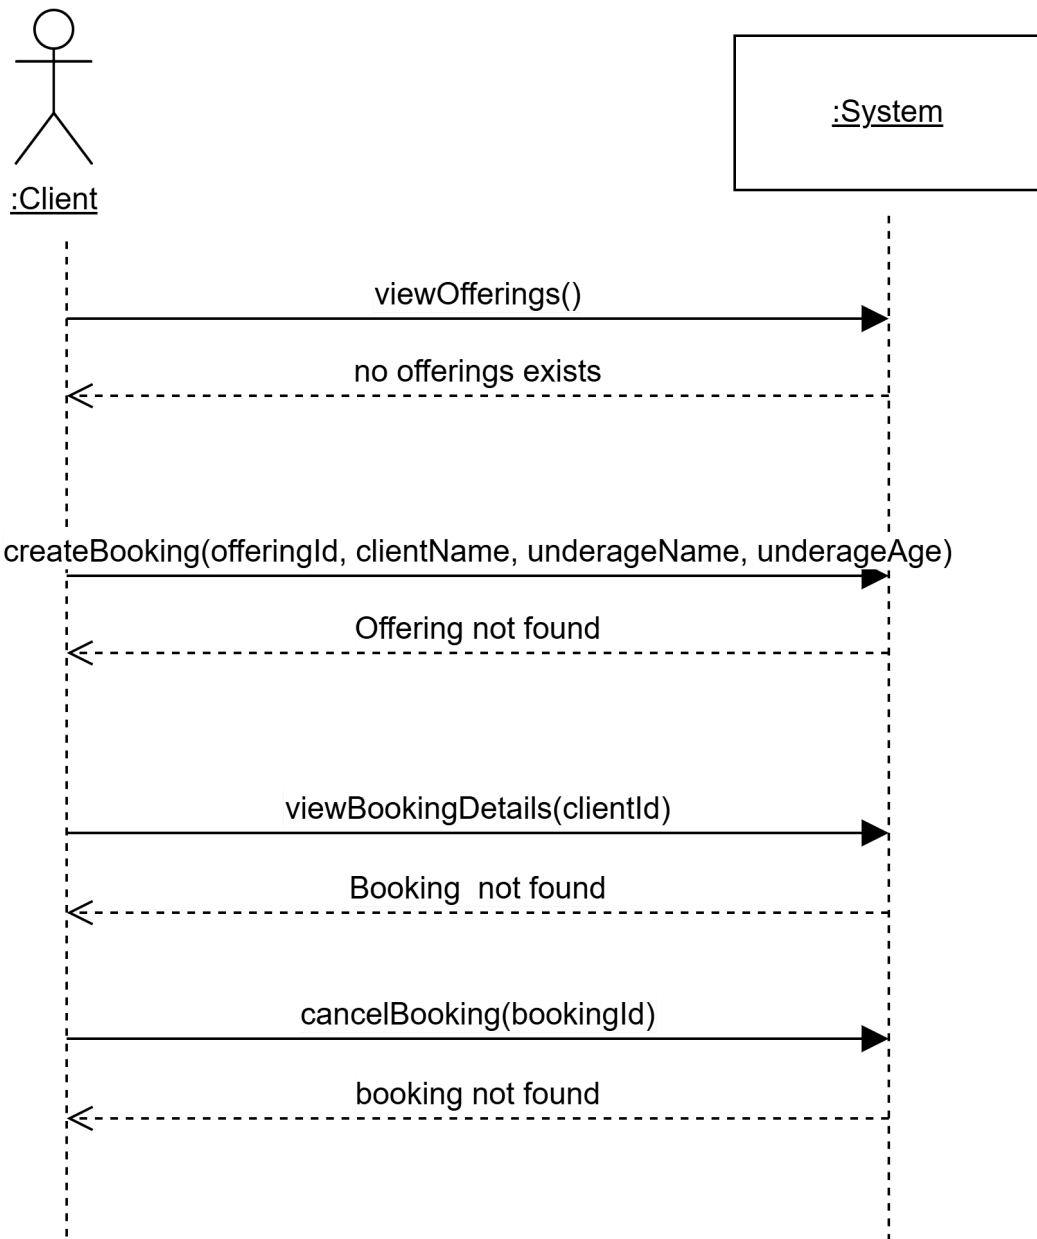 :System
:Client
viewOfferings()
no offerings exists
createBooking(offeringId, clientName, underageName, underageAge)
Offering not found
viewBookingDetails(clientId)
Booking  not found
cancelBooking(bookingId)
booking not found